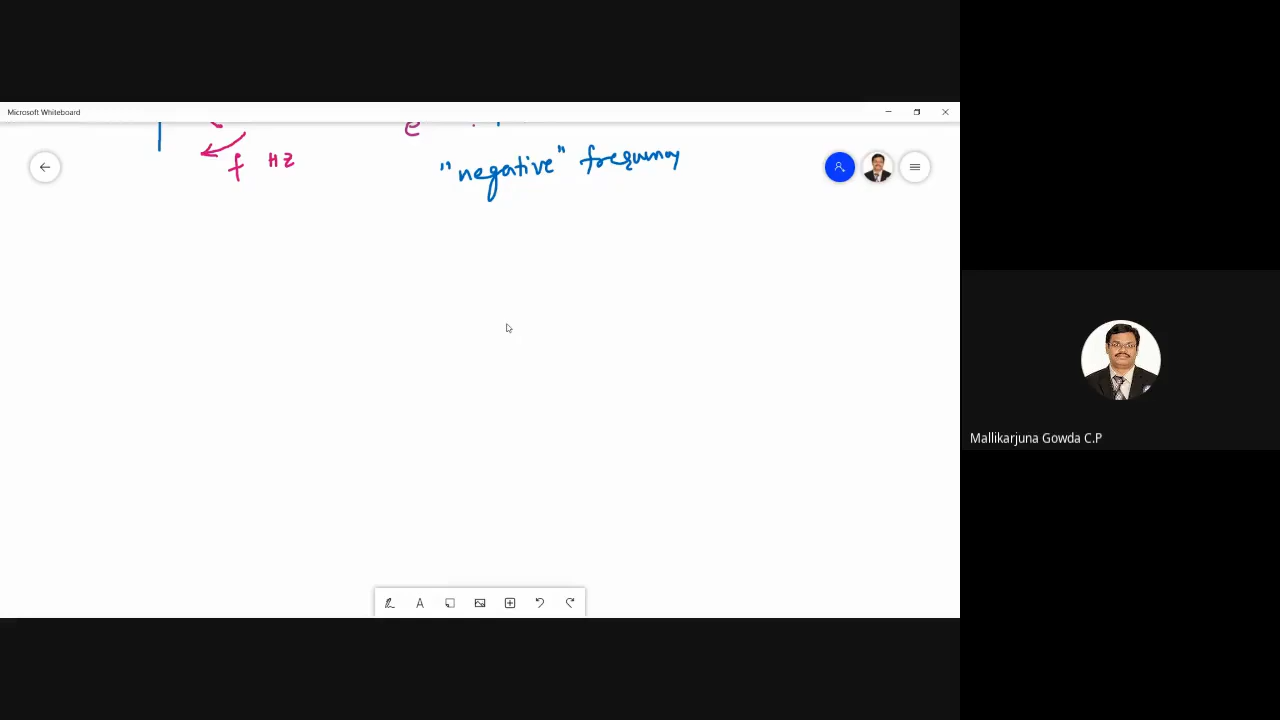 Microsoft Whiteboard
e
f Hz
"negative" frequency
A
Mallikarjuna Gowda C.P